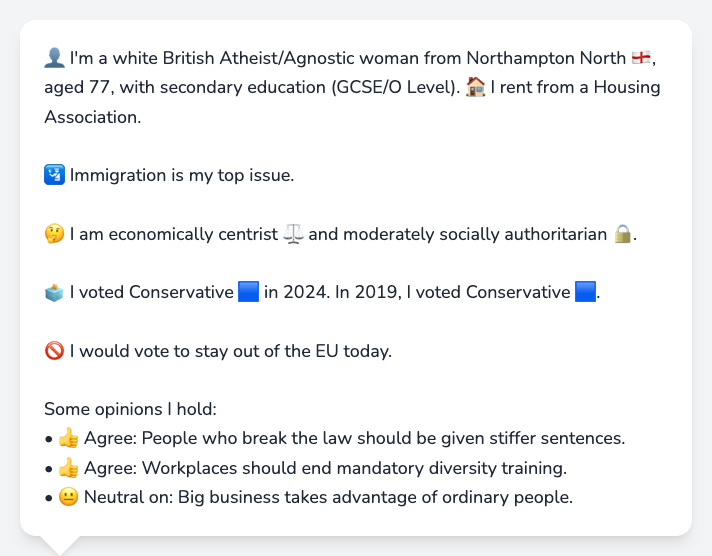 👤 I'm a white British Atheist/Agnostic woman from Northampton North 🏴󠁧󠁢󠁥󠁮󠁧󠁿,
aged 77, with secondary education (GCSE/O Level). 🏠 I rent from a Housing
Association.
🛂 Immigration is my top issue.
🤔 I am economically centrist ⚖️ and moderately socially authoritarian 🔒.
🗳️ I voted Conservative 🟦 in 2024. In 2019, I voted Conservative 🟦.
🚫 I would vote to stay out of the EU today.
Some opinions I hold:
• 👍 Agree: People who break the law should be given stiffer sentences.
• 👍 Agree: Workplaces should end mandatory diversity training.
• 😐 Neutral on: Big business takes advantage of ordinary people.